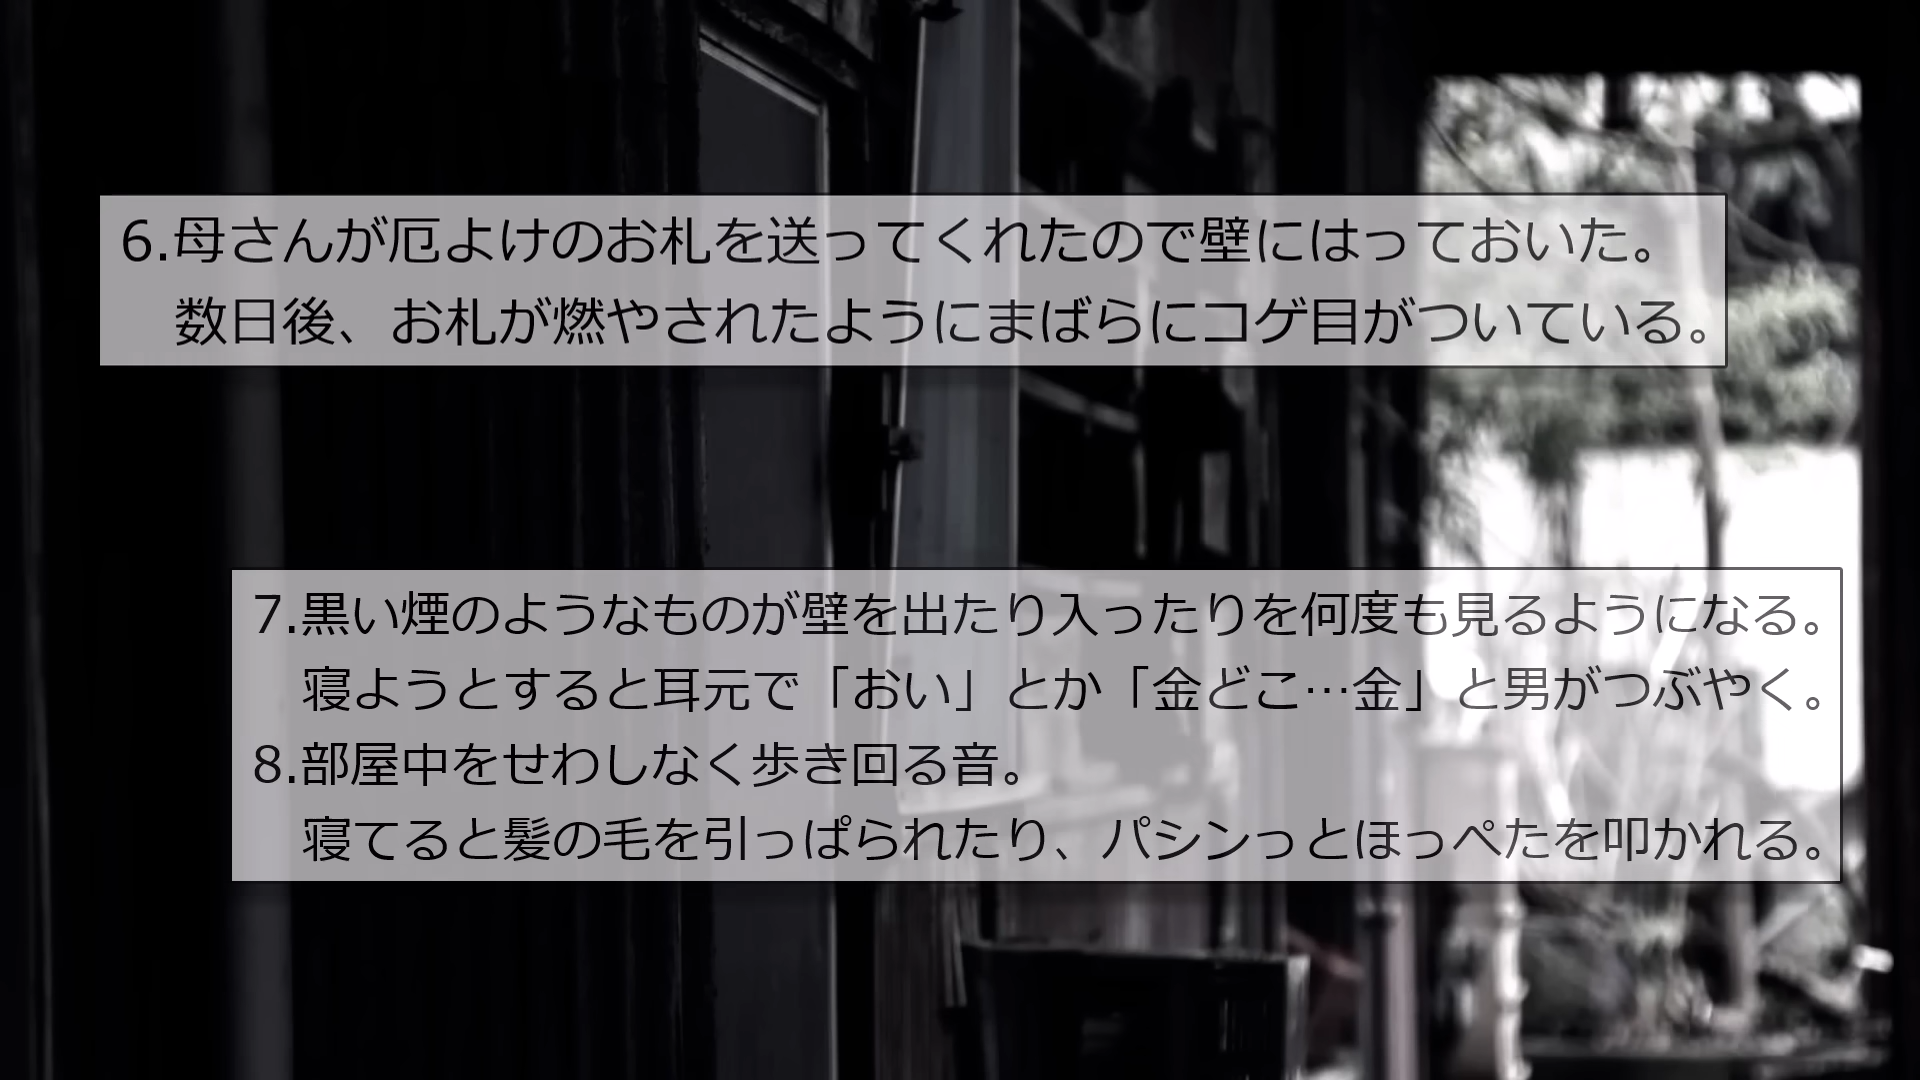 6.母さんが厄よけのお札を送ってくれたので壁にはっておいた。
数日後、お札が燃やされたようにまばらにコゲ目がついている。
7.黒い煙のようなものが壁を出たり入ったりを何度も見るようになる。
寝ようとすると耳元で「おい」とか「金どこ…金」と男がつぶやく。
8.部屋中をせわしなく歩き回る音。
寝てると髪の毛を引っぱられたり、パシンっとほっぺたを叩かれる。